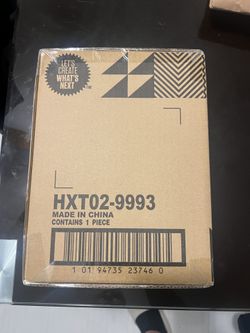 LET'S
CREATE
WHAT'S
NEXT
HXT02-9993
MADE IN CHINA
CONTAINS 1 PIECE
1 01 94735 23746 0